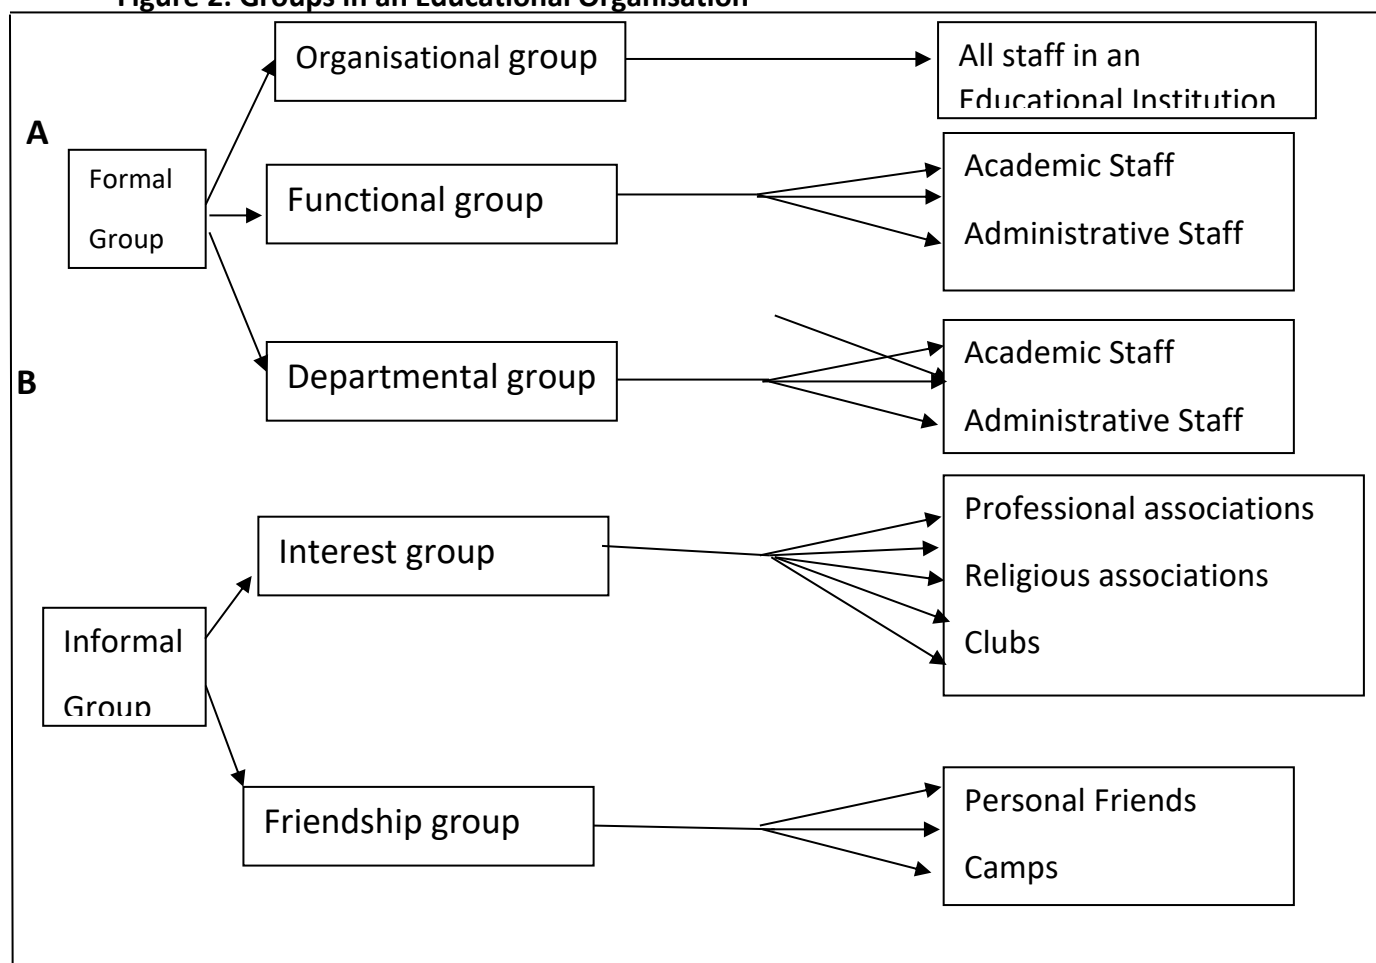 Figure 2: Groups in an Educational Organisation
Organisational group
All staff in an
Educational Institution
A
Formal
Group
Functional group
Academic Staff
Administrative Staff
B
Departmental group
Academic Staff
Administrative Staff
Interest group
Professional associations
Religious associations
Clubs
Informal
Group
Friendship group
Personal Friends
Camps